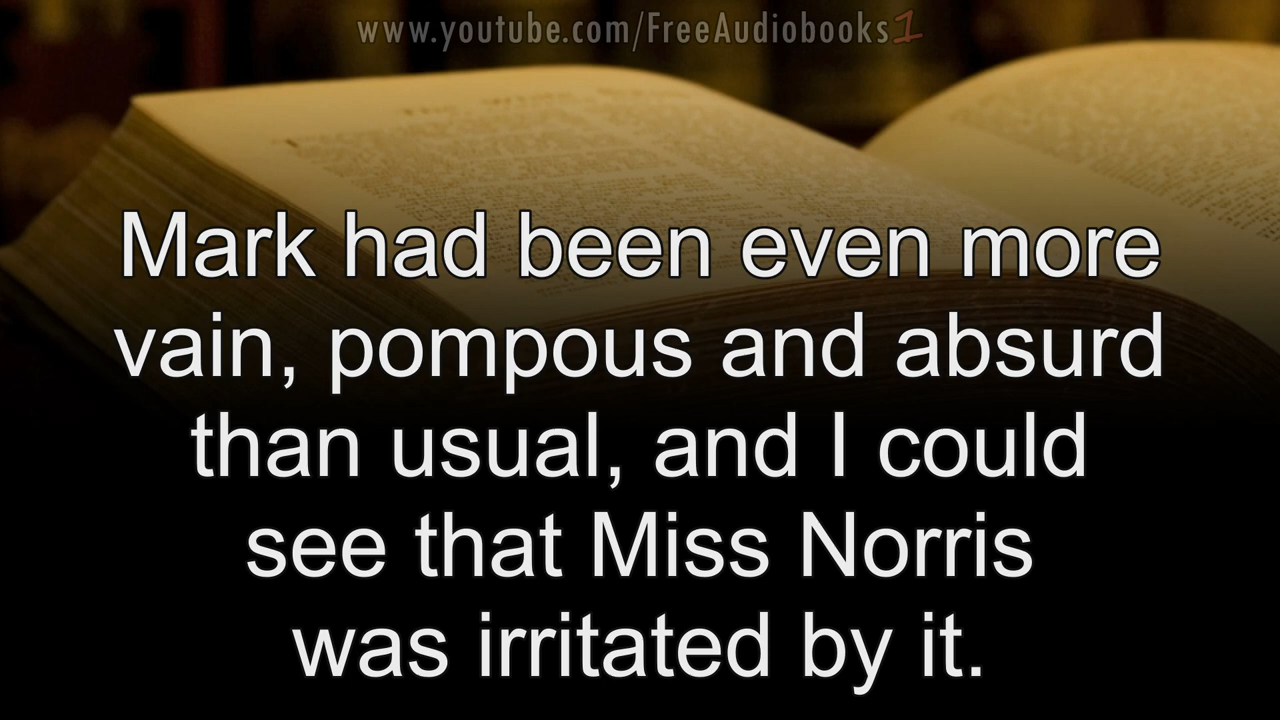 www.youtube.com/FreeAudiobooks1
Mark had been even more
vain, pompous and absurd
than usual, and I could
see that Miss Norris
was irritated by it.